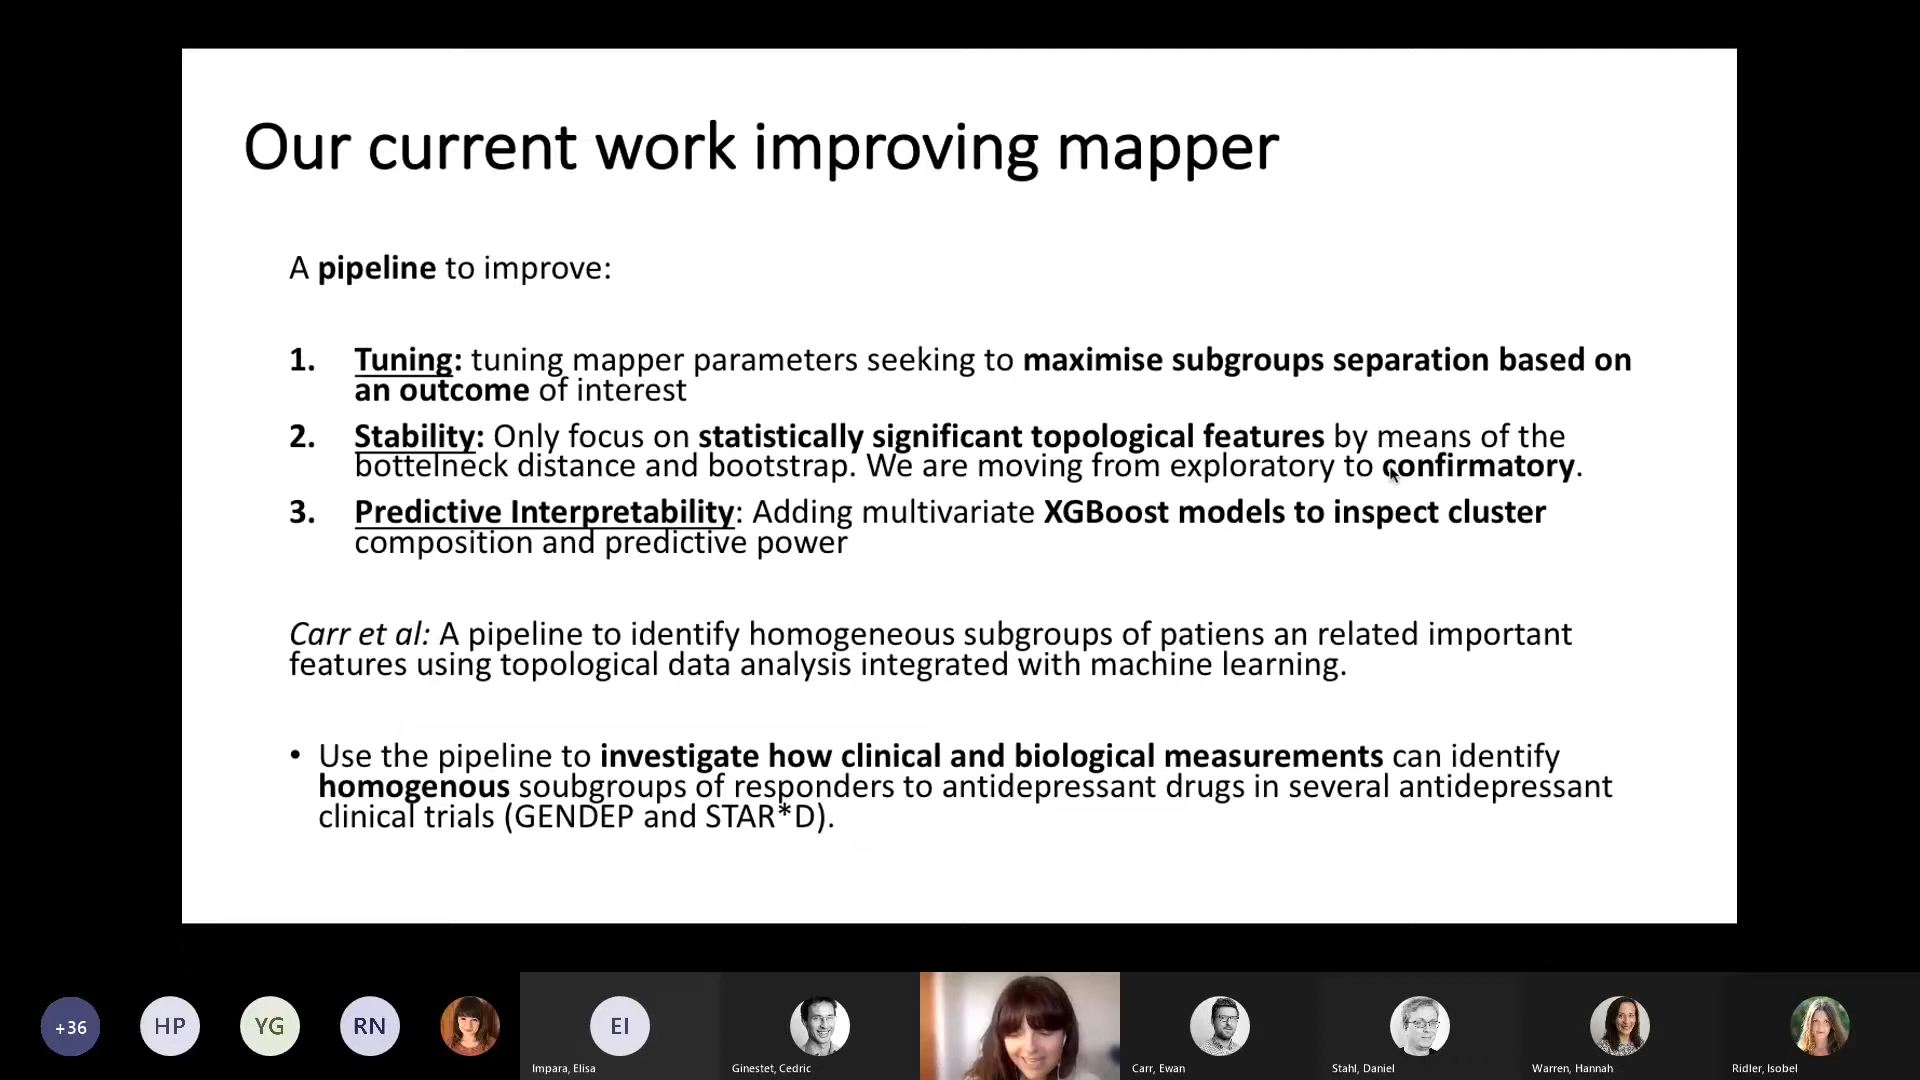 Our current work improving mapper
A pipeline to improve:
1. Tuning: tuning mapper parameters seeking to maximise subgroups separation based on
an outcome of interest
2. Stability: Only focus on statistically significant topological features by means of the
bottelneck distance and bootstrap. We are moving from exploratory to confirmatory.
3. Predictive Interpretability: Adding multivariate XGBoost models to inspect cluster
composition and predictive power
Carr et al: A pipeline to identify homogeneous subgroups of patiens an related important
features using topological data analysis integrated with machine learning.
• Use the pipeline to investigate how clinical and biological measurements can identify
homogenous soubgroups of responders to antidepressant drugs in several antidepressant
clinical trials (GENDEP and STAR*D).
+36 HP YG RN EI
Impara, Elisa Ginestet, Cedric Carr, Ewan Stahl, Daniel Warren, Hannah Ridler, Isobel